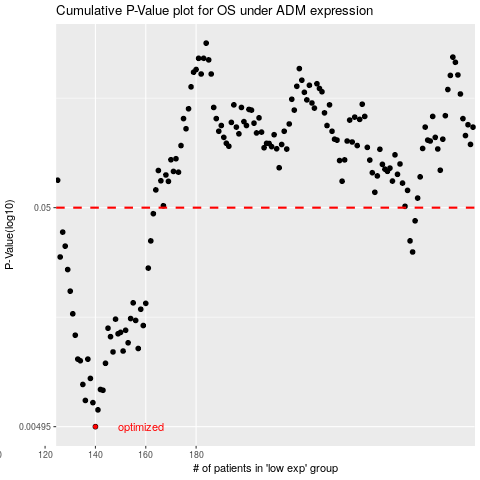 Cumulative P-Value plot for OS under ADM expression
P-Value(log10)
0.05
0.00495
optimized
0 120 140 160 180
# of patients in 'low exp' group